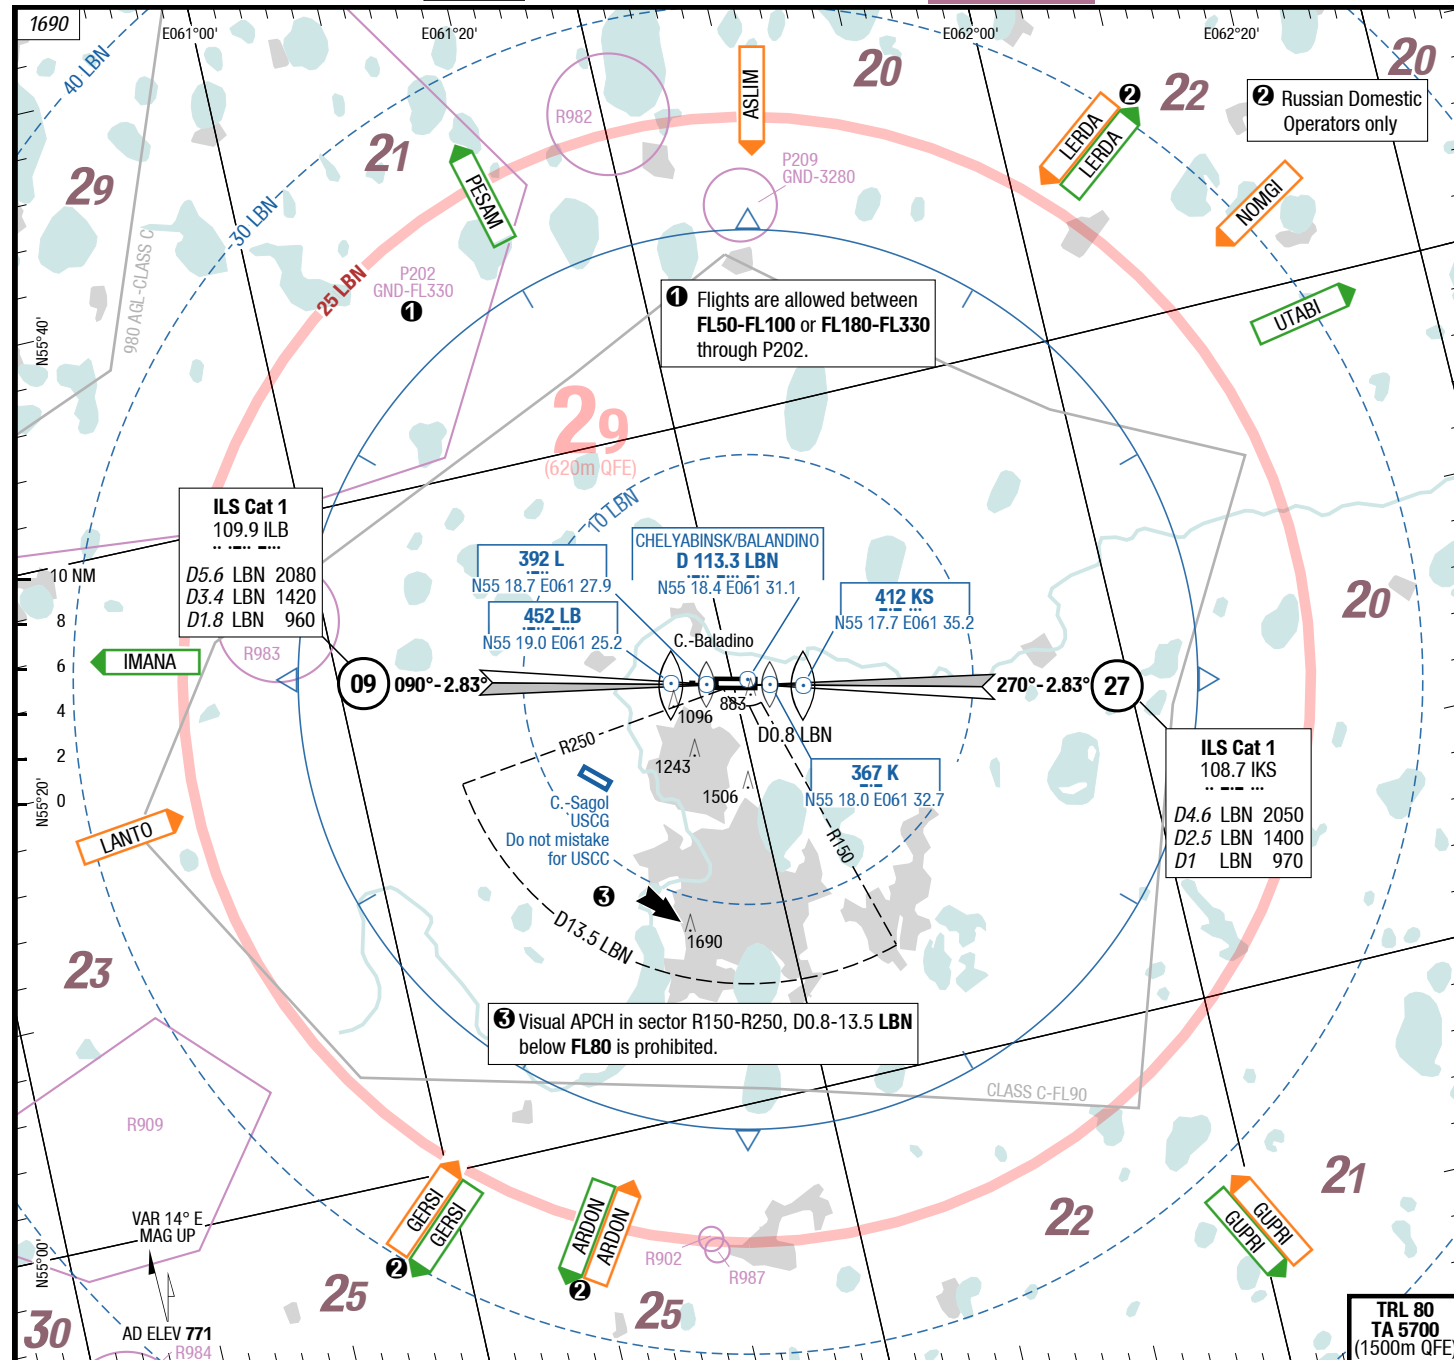 1690
E061°00'
E061°20'
E062°00'
E062°20'
40 LBN
ASLIM
20
20
22
LERDA
LERDA
2
2 Russian Domestic
Operators only
R982
21
29
PESAM
P209
GND-3280
NOMGI
30 LBN
980 AGL-CLASS C
25 LBN
P202
GND-FL330
1
1 Flights are allowed between
FL50-FL100 or FL180-FL330
through P202.
UTABI
N55°40'
29
(620m QFE)
10 LBN
ILS Cat 1
109.9 ILB
D5.6 LBN 2080
D3.4 LBN 1420
D1.8 LBN 960
10 NM
8
6
4
2
0
392 L
N55 18.7 E061 27.9
CHELYABINSK/BALANDINO
D 113.3 LBN
N55 18.4 E061 31.1
452 LB
N55 19.0 E061 25.2
412 KS
N55 17.7 E061 35.2
20
C.-Baladino
R983
IMANA
09
090°-2.83°
270°-2.83°
27
883
1096
D0.8 LBN
R250
1243
1506
367 K
N55 18.0 E061 32.7
ILS Cat 1
108.7 IKS
D4.6 LBN 2050
D2.5 LBN 1400
D1 LBN 970
N55°20'
C.-Sagol
USCG
Do not mistake
for USCC
R150
LANTO
3
D13.5 LBN
1690
23
3 Visual APCH in sector R150-R250, D0.8-13.5 LBN
below FL80 is prohibited.
CLASS C-FL90
R909
GERSI
GERSI
2
ARDON
ARDON
2
GUPRI
GUPRI
21
22
VAR 14° E
MAG UP
N55°00'
R902
R987
25
25
30
AD ELEV 771
R984
TRL 80
TA 5700
(1500m QFE)